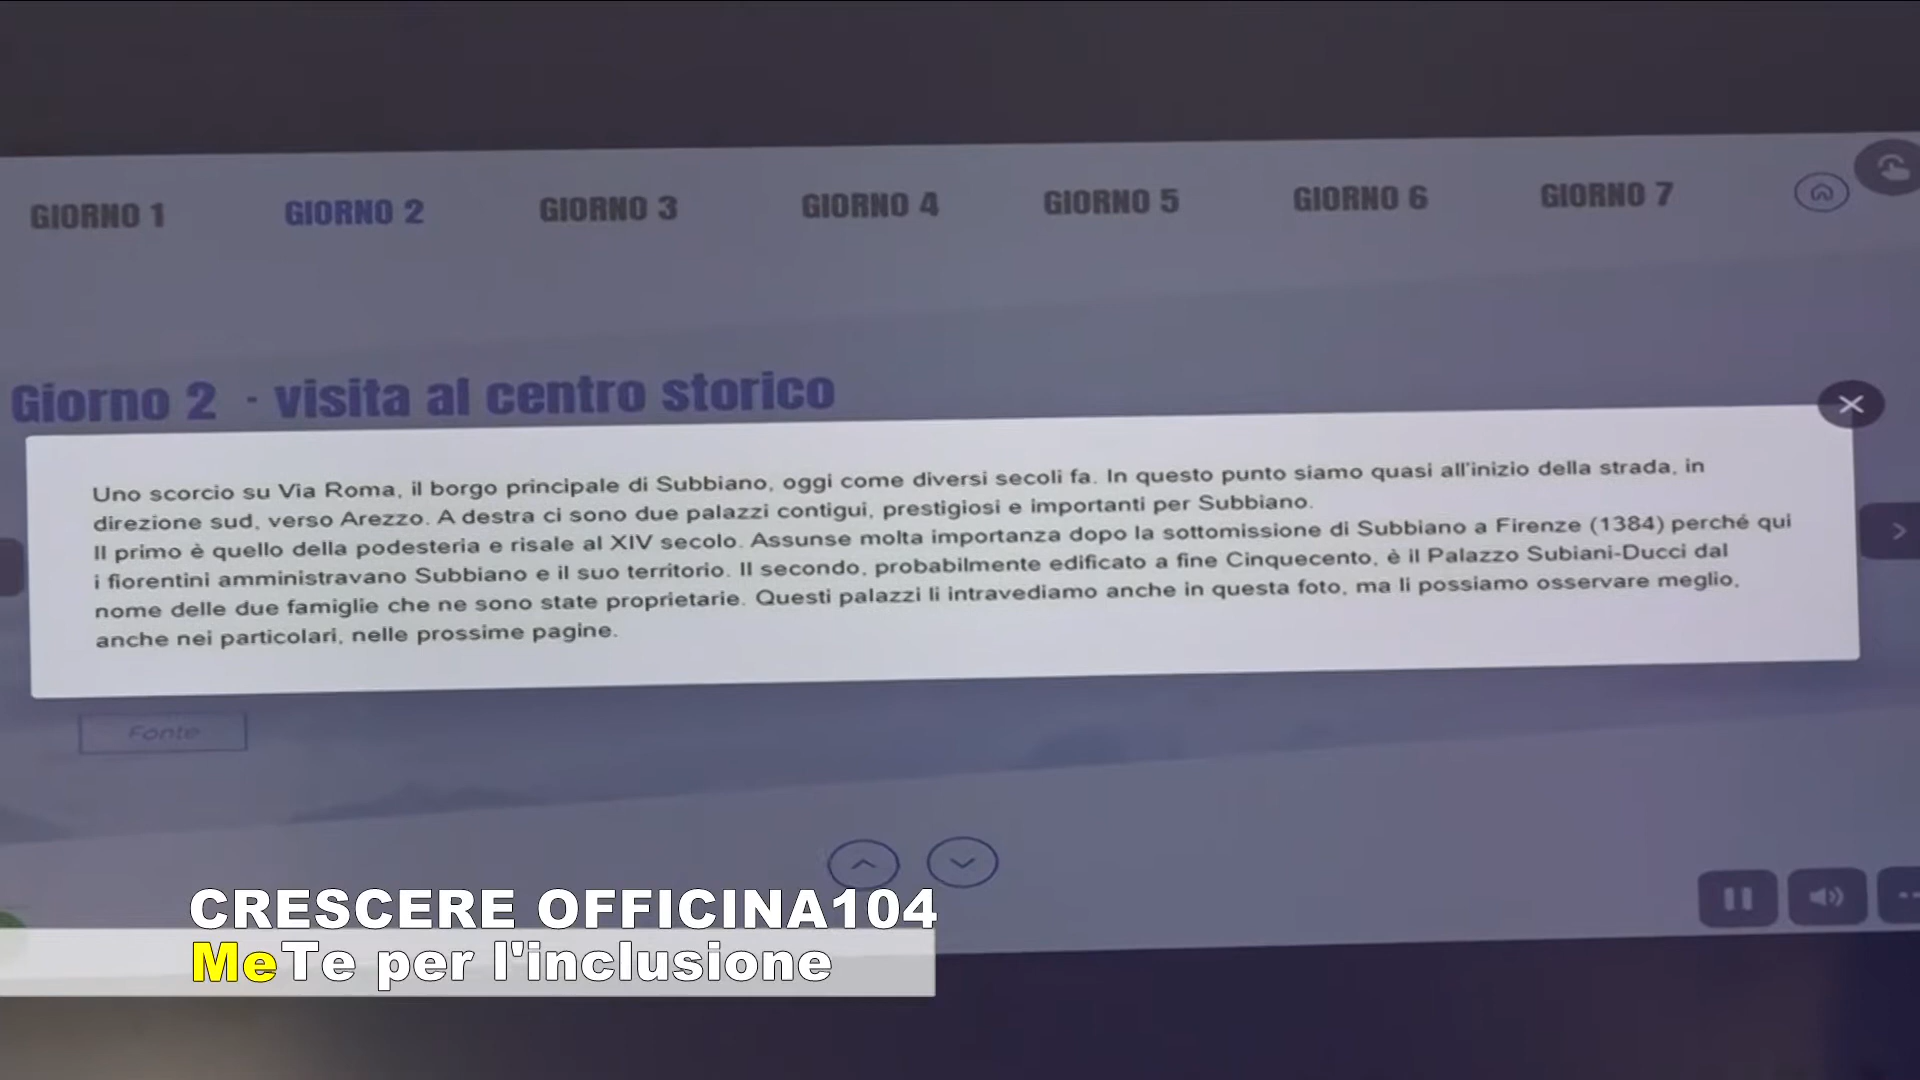 GIORNO 1 GIORNO 2 GIORNO 3 GIORNO 4 GIORNO 5 GIORNO 6 GIORNO 7
Giorno 2 - visita al centro storico
Uno scorcio su Via Roma, il borgo principale di Subbiano, oggi come diversi secoli fa. In questo punto siamo quasi all'inizio della strada, in
direzione sud, verso Arezzo. A destra ci sono due palazzi contigui, prestigiosi e importanti per Subbiano.
Il primo è quello della podesteria e risale al XIV secolo. Assunse molta importanza dopo la sottomissione di Subbiano a Firenze (1384) perché qui
i fiorentini amministravano Subbiano e il suo territorio. Il secondo, probabilmente edificato a fine Cinquecento, è il Palazzo Subiani-Ducci dal
nome delle due famiglie che ne sono state proprietarie. Questi palazzi li intravediamo anche in questa foto, ma li possiamo osservare meglio,
anche nei particolari, nelle prossime pagine.
Fonte
CRESCERE OFFICINA104
MeTe per l'inclusione